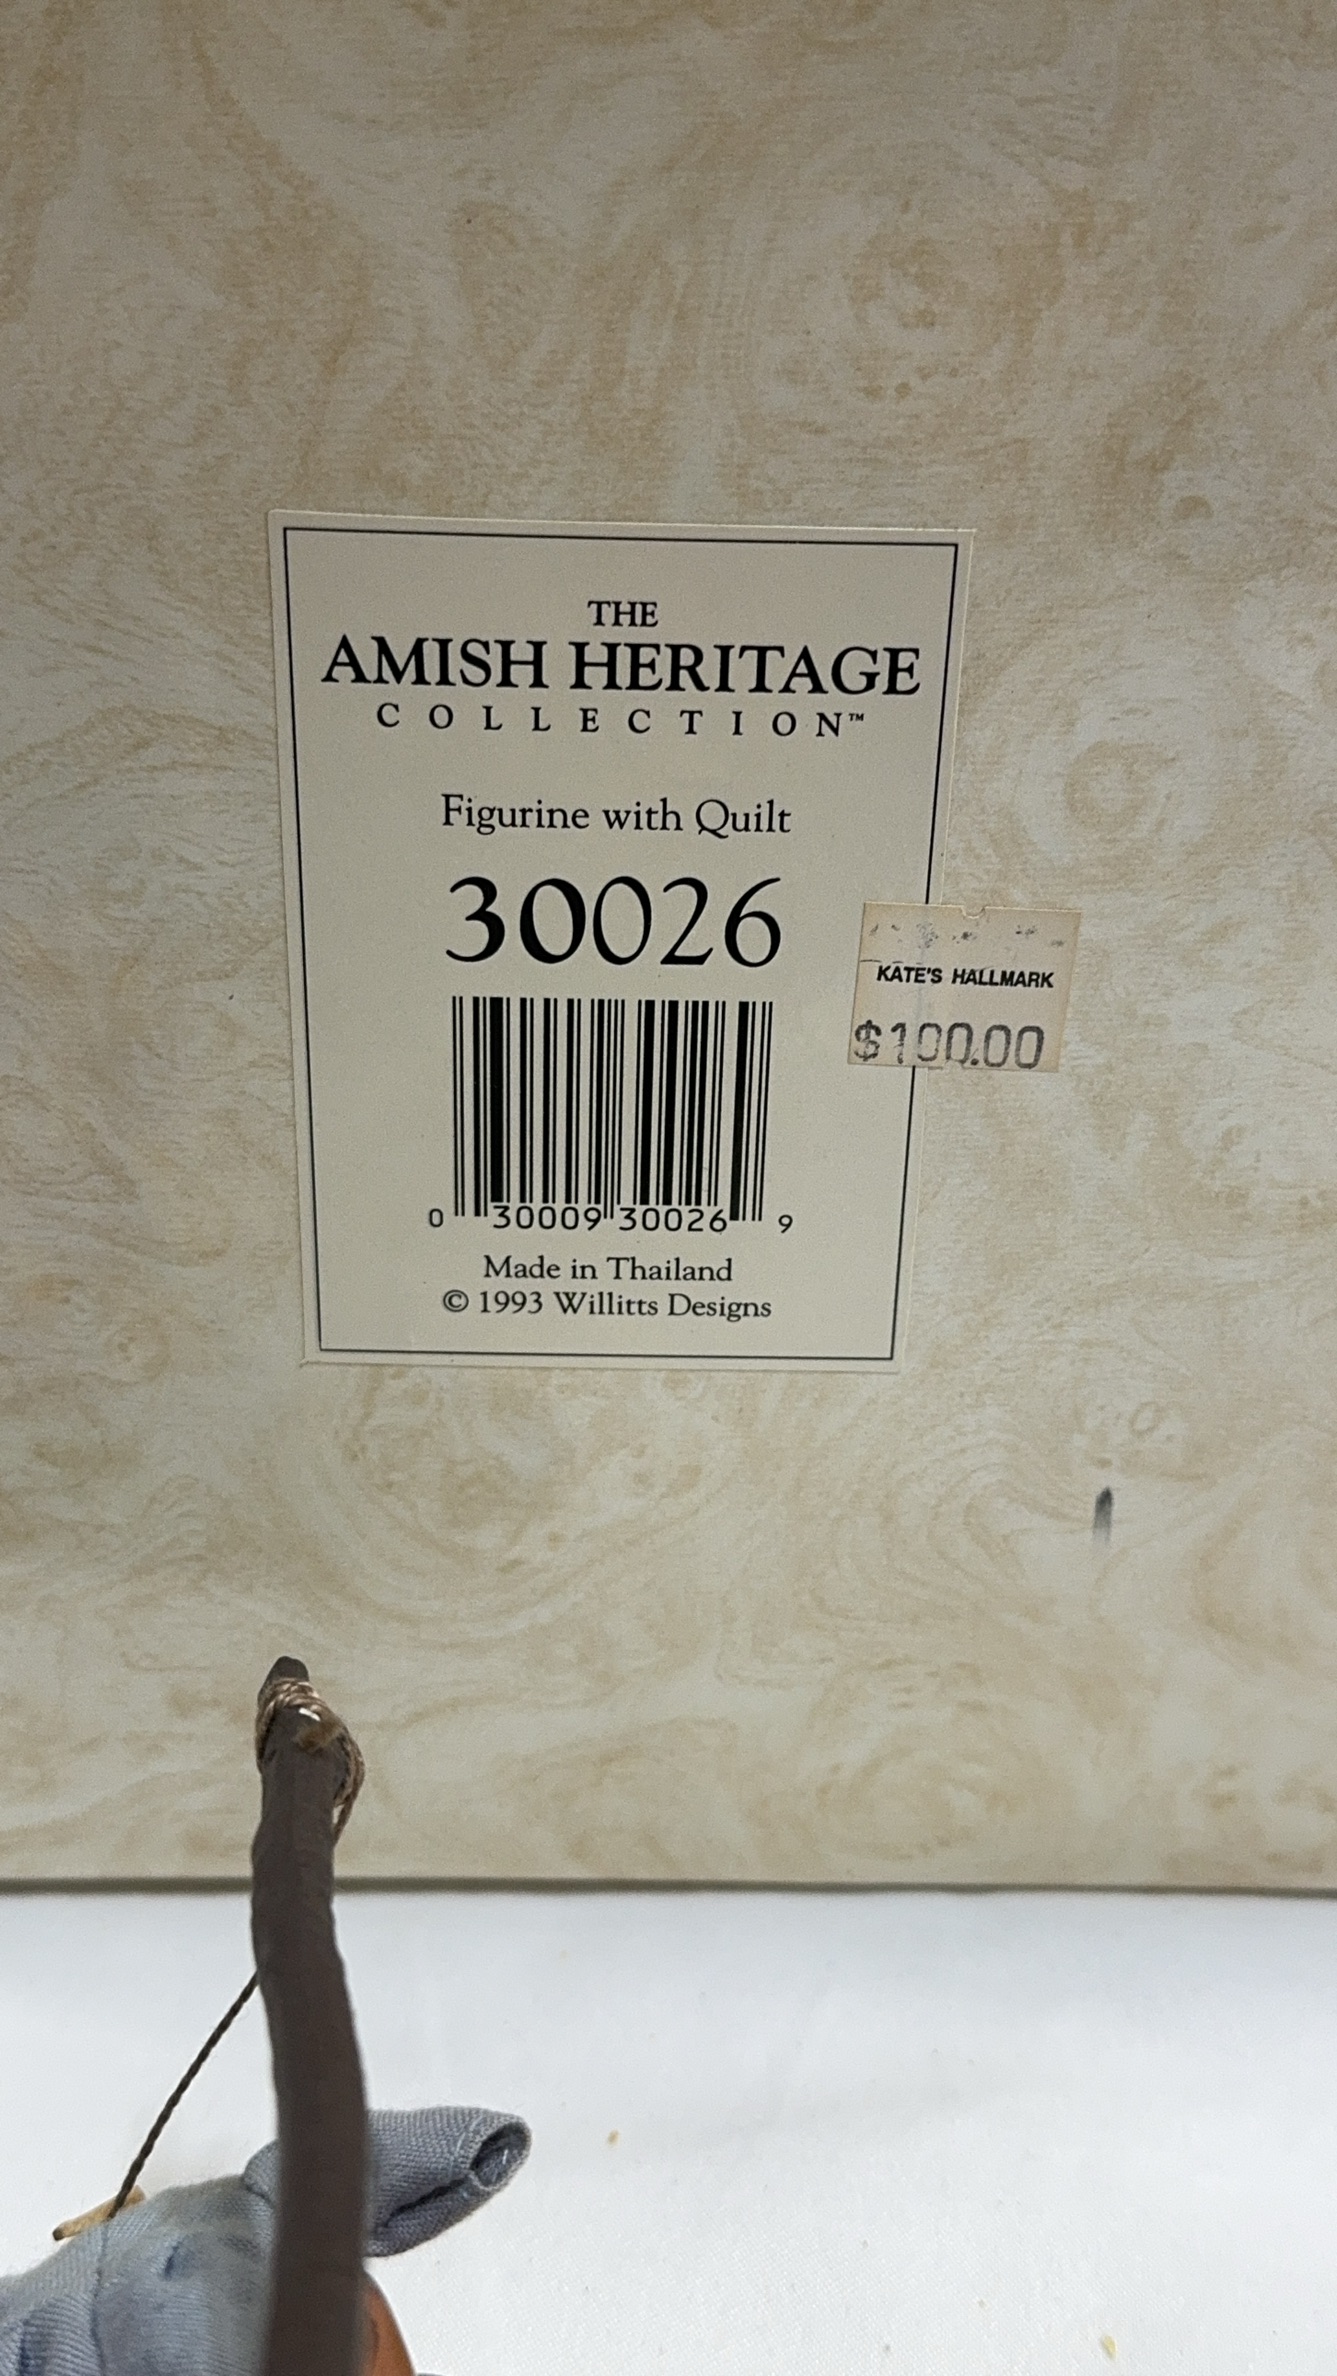 THE
AMISH HERITAGE
COLLECTION™
Figurine with Quilt
30026
KATE'S HALLMARK
$100.00
0 30009 30026 9
Made in Thailand
© 1993 Willitts Designs